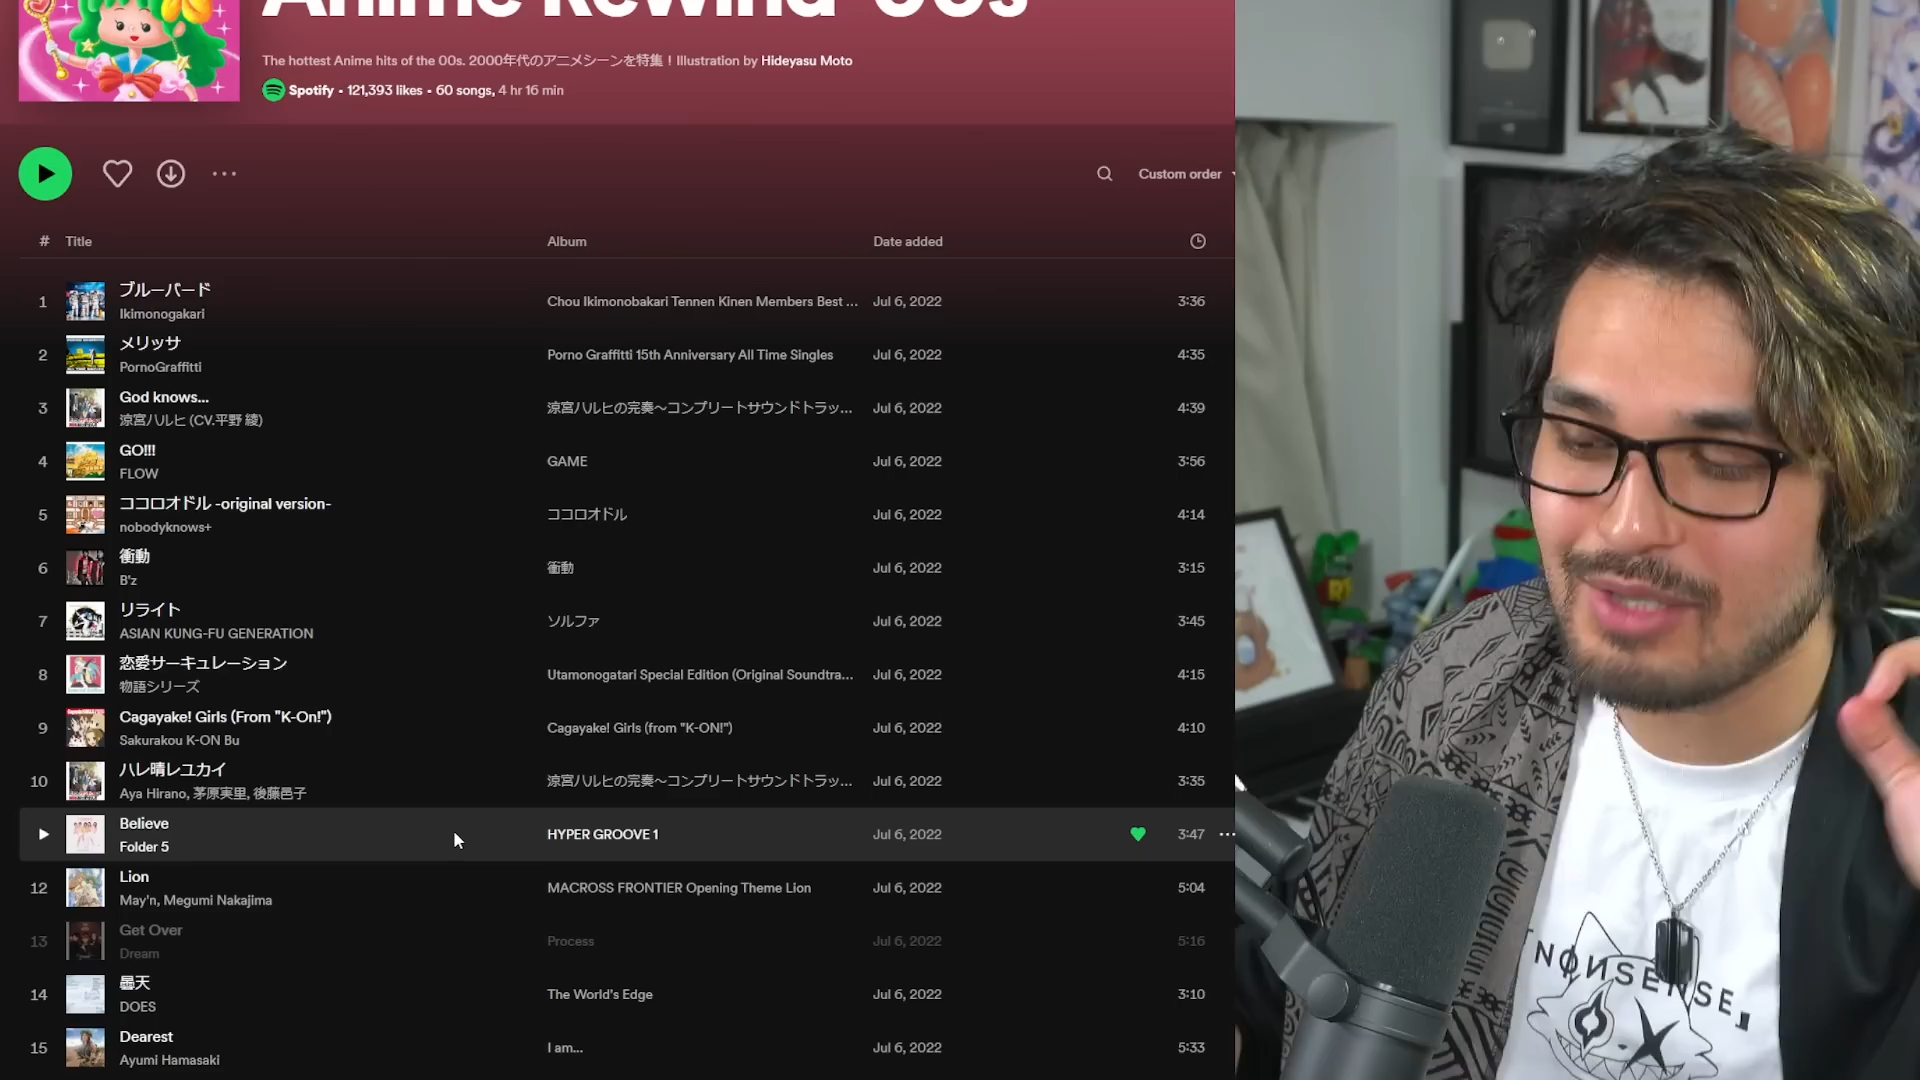 Anime Rewind '00s
The hottest Anime hits of the 00s. 2000年代のアニメシーンを特集！Illustration by Hideyasu Moto
Spotify • 121,393 likes • 60 songs, 4 hr 16 min
Custom order
# Title Album Date added
1 ブルーバード Chou Ikimonobakari Tennen Kinen Members Best ... Jul 6, 2022 3:36
Ikimonogakari
2 メリッサ Porno Graffitti 15th Anniversary All Time Singles Jul 6, 2022 4:35
PornoGraffitti
3 God knows... 涼宮ハルヒの完奏〜コンプリートサウンドトラッ... Jul 6, 2022 4:39
涼宮ハルヒ (CV.平野 綾)
4 GO!!! GAME Jul 6, 2022 3:56
FLOW
5 ココロオドル -original version- ココロオドル Jul 6, 2022 4:14
nobodyknows+
6 衝動 衝動 Jul 6, 2022 3:15
B'z
7 リライト ソルファ Jul 6, 2022 3:45
ASIAN KUNG-FU GENERATION
8 恋愛サーキュレーション Utamonogatari Special Edition (Original Soundtra... Jul 6, 2022 4:15
物語シリーズ
9 Cagayake! Girls (From "K-On!") Cagayake! Girls (from "K-ON!") Jul 6, 2022 4:10
Sakurakou K-ON Bu
10 ハレ晴レユカイ 涼宮ハルヒの完奏〜コンプリートサウンドトラッ... Jul 6, 2022 3:35
Aya Hirano, 茅原実里, 後藤邑子
Believe HYPER GROOVE 1 Jul 6, 2022 3:47
Folder 5
12 Lion MACROSS FRONTIER Opening Theme Lion Jul 6, 2022 5:04
May'n, Megumi Nakajima
13 Get Over Process Jul 6, 2022 5:16
Dream
14 曇天 The World's Edge Jul 6, 2022 3:10
DOES
15 Dearest I am... Jul 6, 2022 5:33
Ayumi Hamasaki
「NONSENSE」